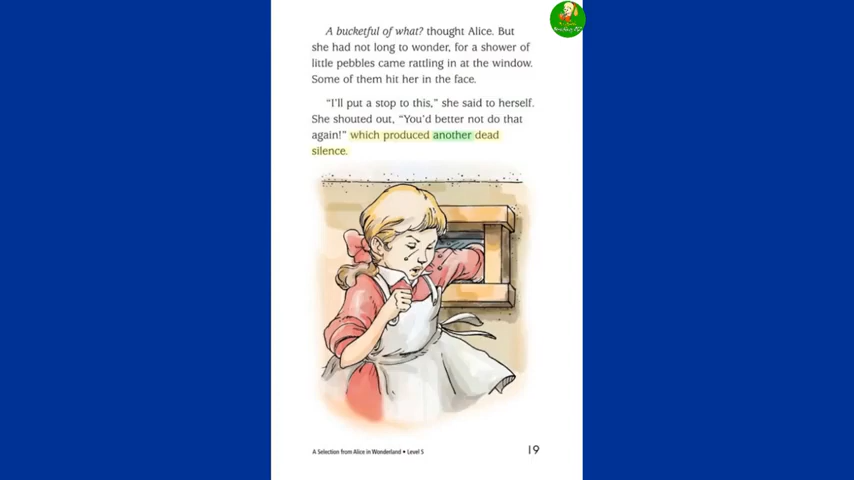 A bucketful of what? thought Alice. But
she had not long to wonder, for a shower of
little pebbles came rattling in at the window.
Some of them hit her in the face.
"I'll put a stop to this," she said to herself.
She shouted out, "You'd better not do that
again!" which produced another dead
silence.
A Selection from Alice in Wonderland • Level 5
19